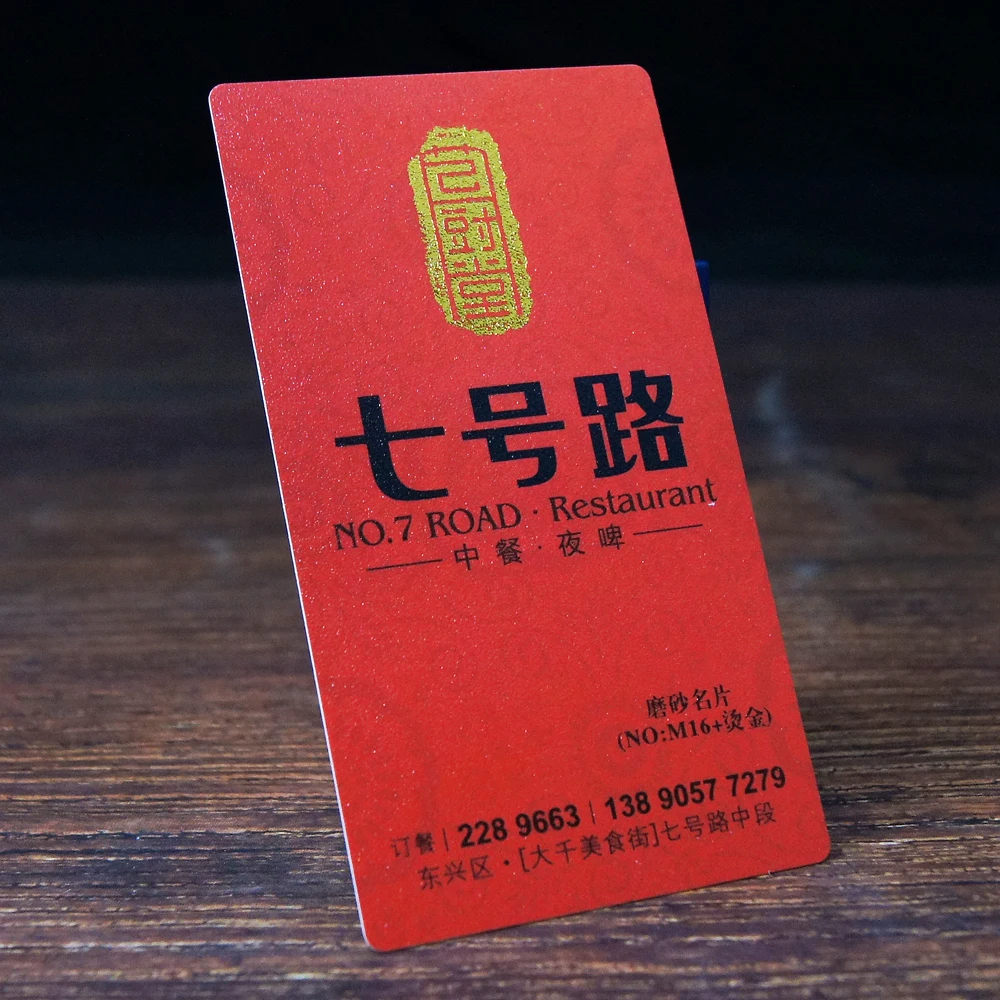 七号路
NO.7 ROAD · Restaurant
中餐·夜啤
磨砂名片
(NO:M16+烫金)
订餐 | 228 9663 | 138 9057 7279
东兴区·[大千美食街]七号路中段